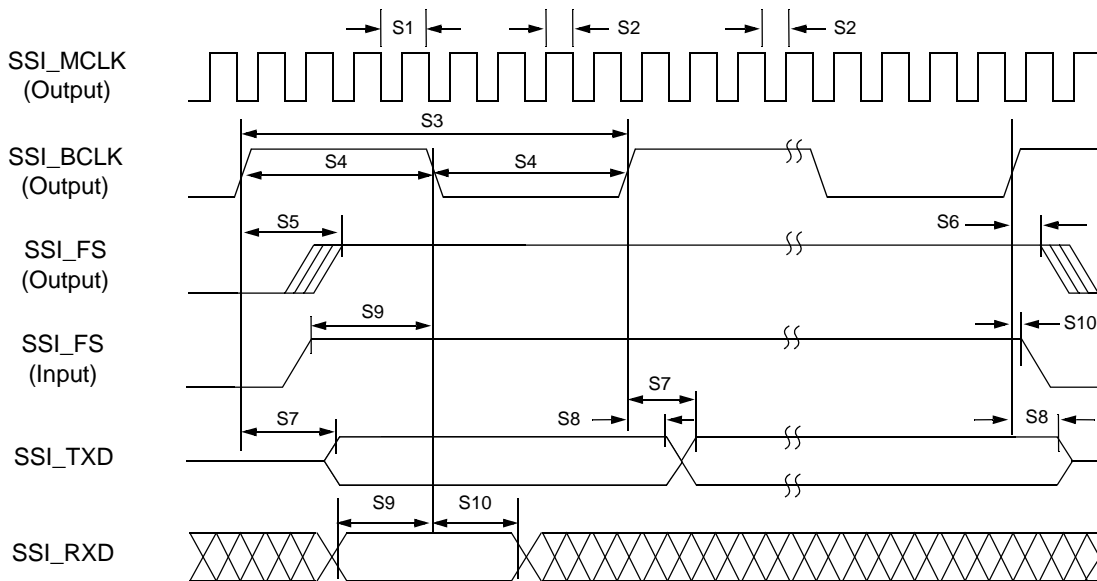 S1
S2
S2
SSI_MCLK
(Output)
S3
SSI_BCLK
(Output)
S4
S4
S5
S6
SSI_FS
(Output)
S9
S10
SSI_FS
(Input)
S7
S8
S7
S8
SSI_TXD
S9
S10
SSI_RXD